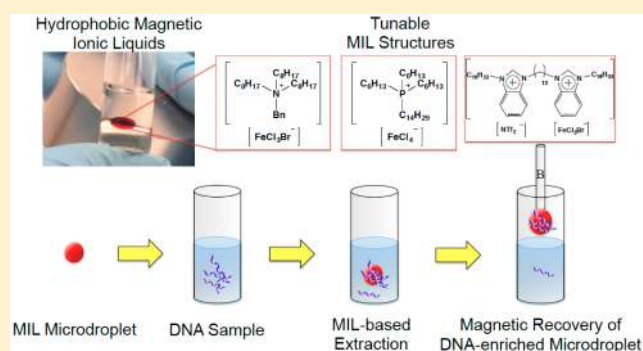 Hydrophobic Magnetic
Ionic Liquids
Tunable
MIL Structures
C₈H₁₇
C₈H₁₇ C₈H₁₇
N⁺
Bn
[FeCl₃Br⁻]
C₆H₁₃
C₆H₁₃ C₆H₁₃
P⁺
C₁₄H₂₉
[FeCl₄⁻]
N N N N
[NTf₂⁻] [FeCl₃Br⁻]
B
MIL Microdroplet
DNA Sample
MIL-based
Extraction
Magnetic Recovery of
DNA-enriched Microdroplet